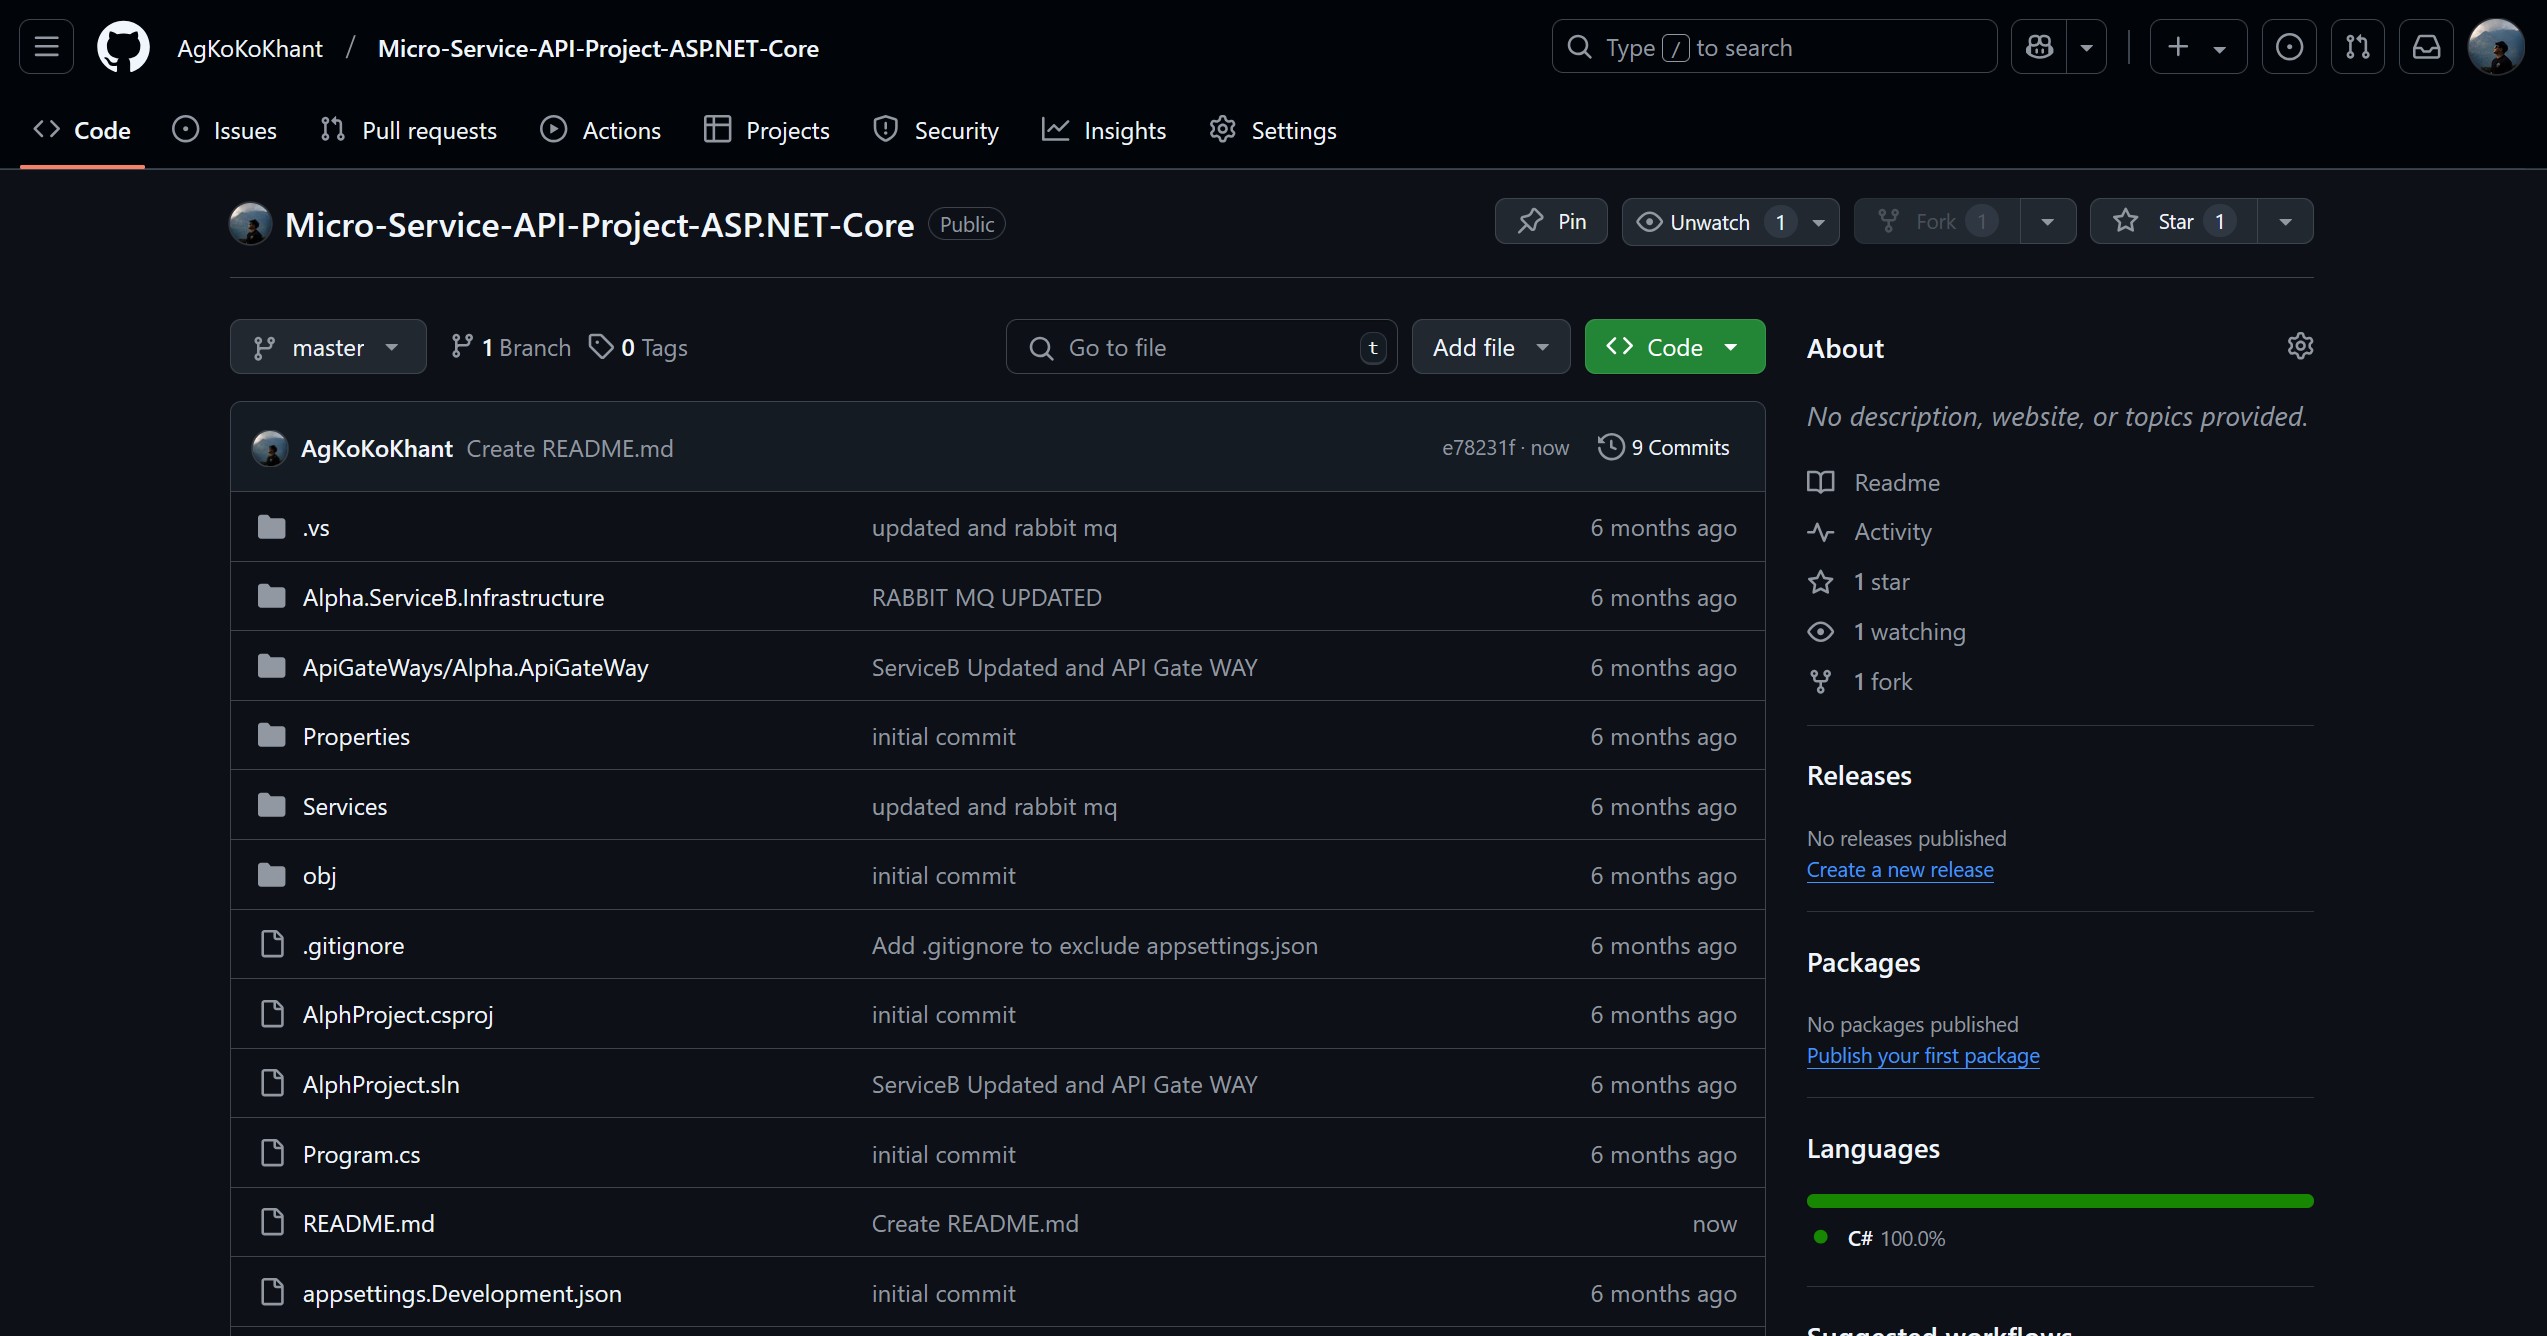 AgKoKoKhant / Micro-Service-API-Project-ASP.NET-Core
Type / to search
Code Issues Pull requests Actions Projects Security Insights Settings
Micro-Service-API-Project-ASP.NET-Core Public
Pin Unwatch 1 Fork 1 Star 1
master 1 Branch 0 Tags
Go to file t
Add file Code
AgKoKoKhant Create README.md e78231f · now 9 Commits
.vs updated and rabbit mq 6 months ago
Alpha.ServiceB.Infrastructure RABBIT MQ UPDATED 6 months ago
ApiGateWays/Alpha.ApiGateWay ServiceB Updated and API Gate WAY 6 months ago
Properties initial commit 6 months ago
Services updated and rabbit mq 6 months ago
obj initial commit 6 months ago
.gitignore Add .gitignore to exclude appsettings.json 6 months ago
AlphProject.csproj initial commit 6 months ago
AlphProject.sln ServiceB Updated and API Gate WAY 6 months ago
Program.cs initial commit 6 months ago
README.md Create README.md now
appsettings.Development.json initial commit 6 months ago
About
No description, website, or topics provided.
Readme
Activity
1 star
1 watching
1 fork
Releases
No releases published
Create a new release
Packages
No packages published
Publish your first package
Languages
C# 100.0%
Suggested workflows